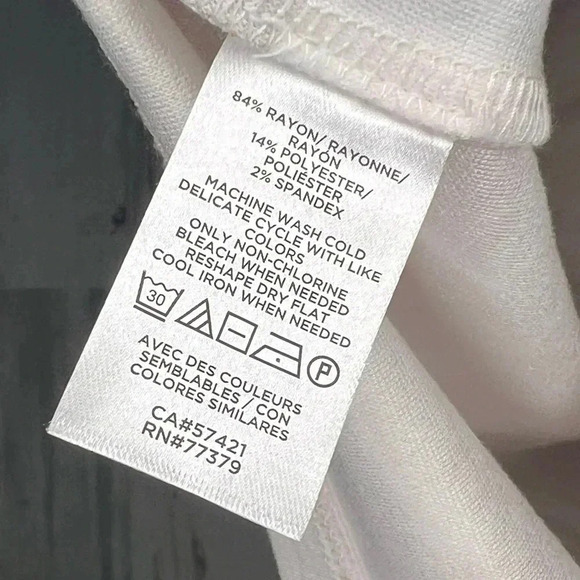 84% RAYON/ RAYONNE/
RAYON
14% POLYESTER/
POLIÉSTER
2% SPANDEX
MACHINE WASH COLD
DELICATE CYCLE WITH LIKE
COLORS
ONLY NON-CHLORINE
BLEACH WHEN NEEDED
RESHAPE DRY FLAT
COOL IRON WHEN NEEDED
30
P
AVEC DES COULEURS
SEMBLABLES / CON
COLORES SIMILARES
CA#57421
RN#77379